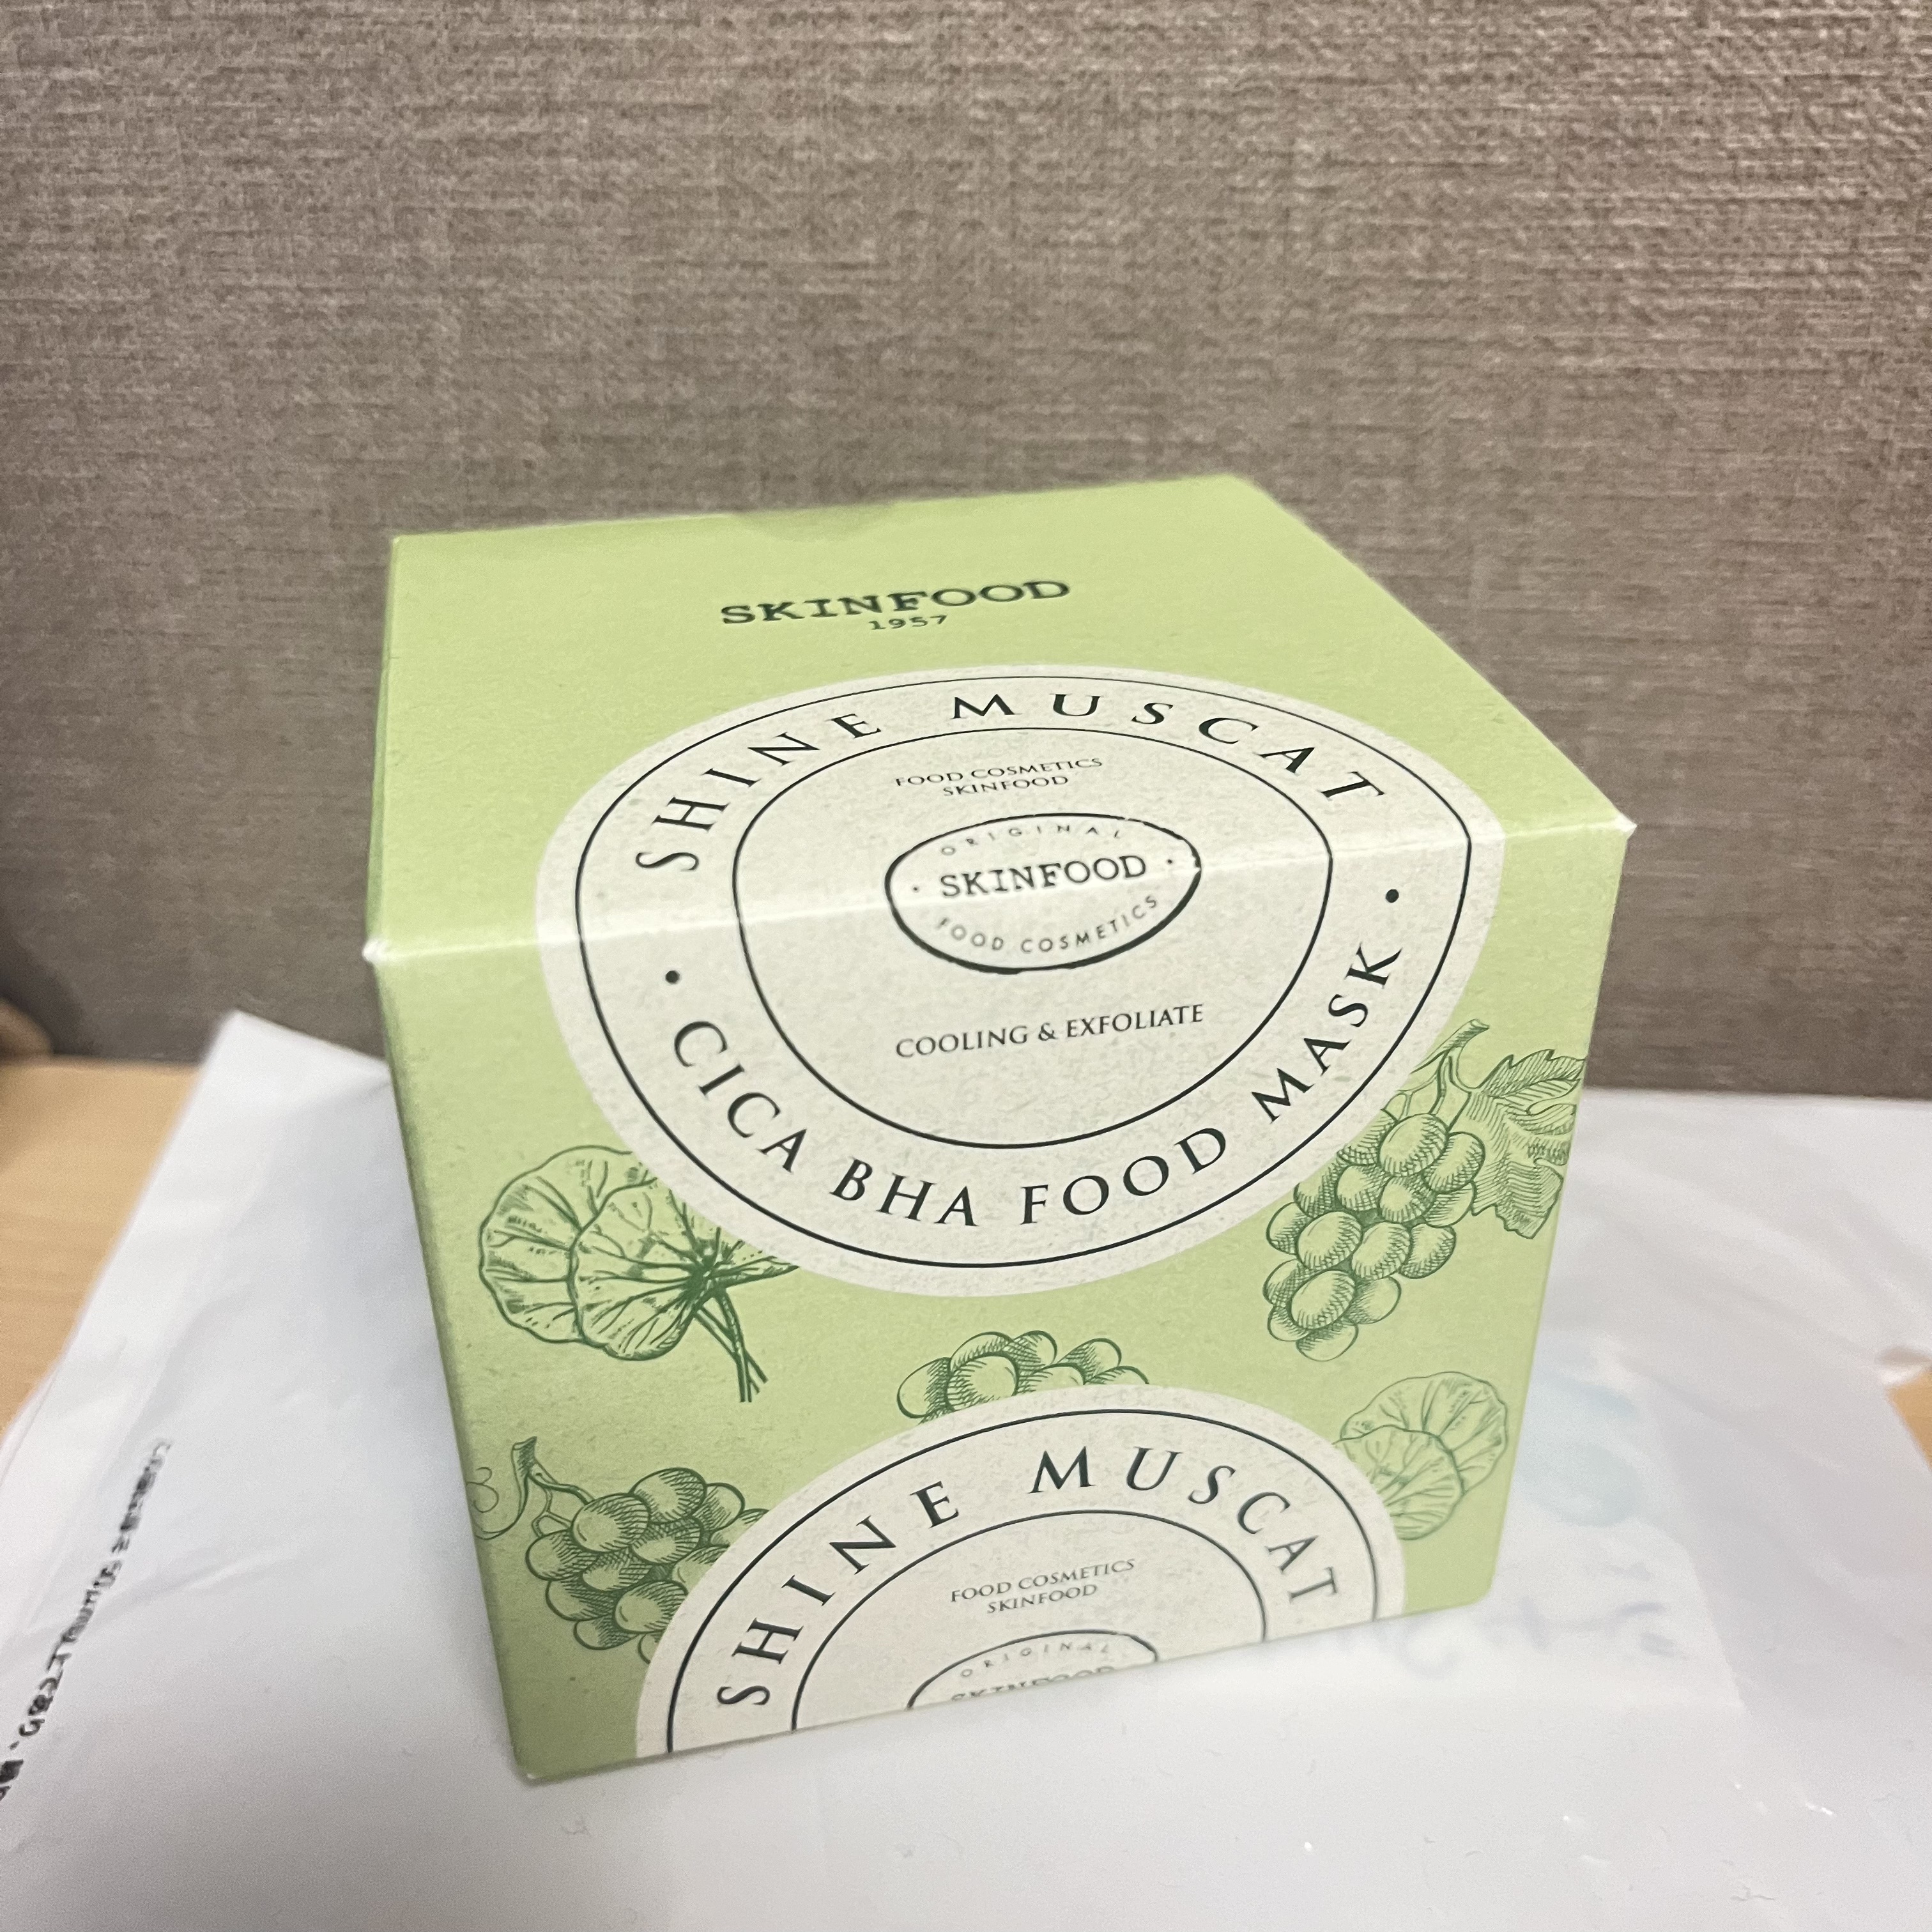 SKINFOOD
1957
SHINE MUSCAT
FOOD COSMETICS
SKINFOOD
ORIGINAL
· SKINFOOD ·
FOOD COSMETICS
COOLING & EXFOLIATE
• CICA BHA FOOD MASK •
SHINE MUSCAT
FOOD COSMETICS
SKINFOOD
ORIGINAL
SKINFOOD